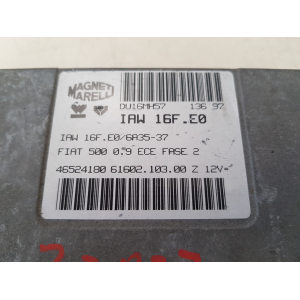 MAGNETI
MARELLI
DU16MH57 136 97
IAW 16F.E0
IAW 16F.E0/6A35-37
FIAT 500 0.9 ECE FASE 2
46524180 61602.103.00 Z 12V